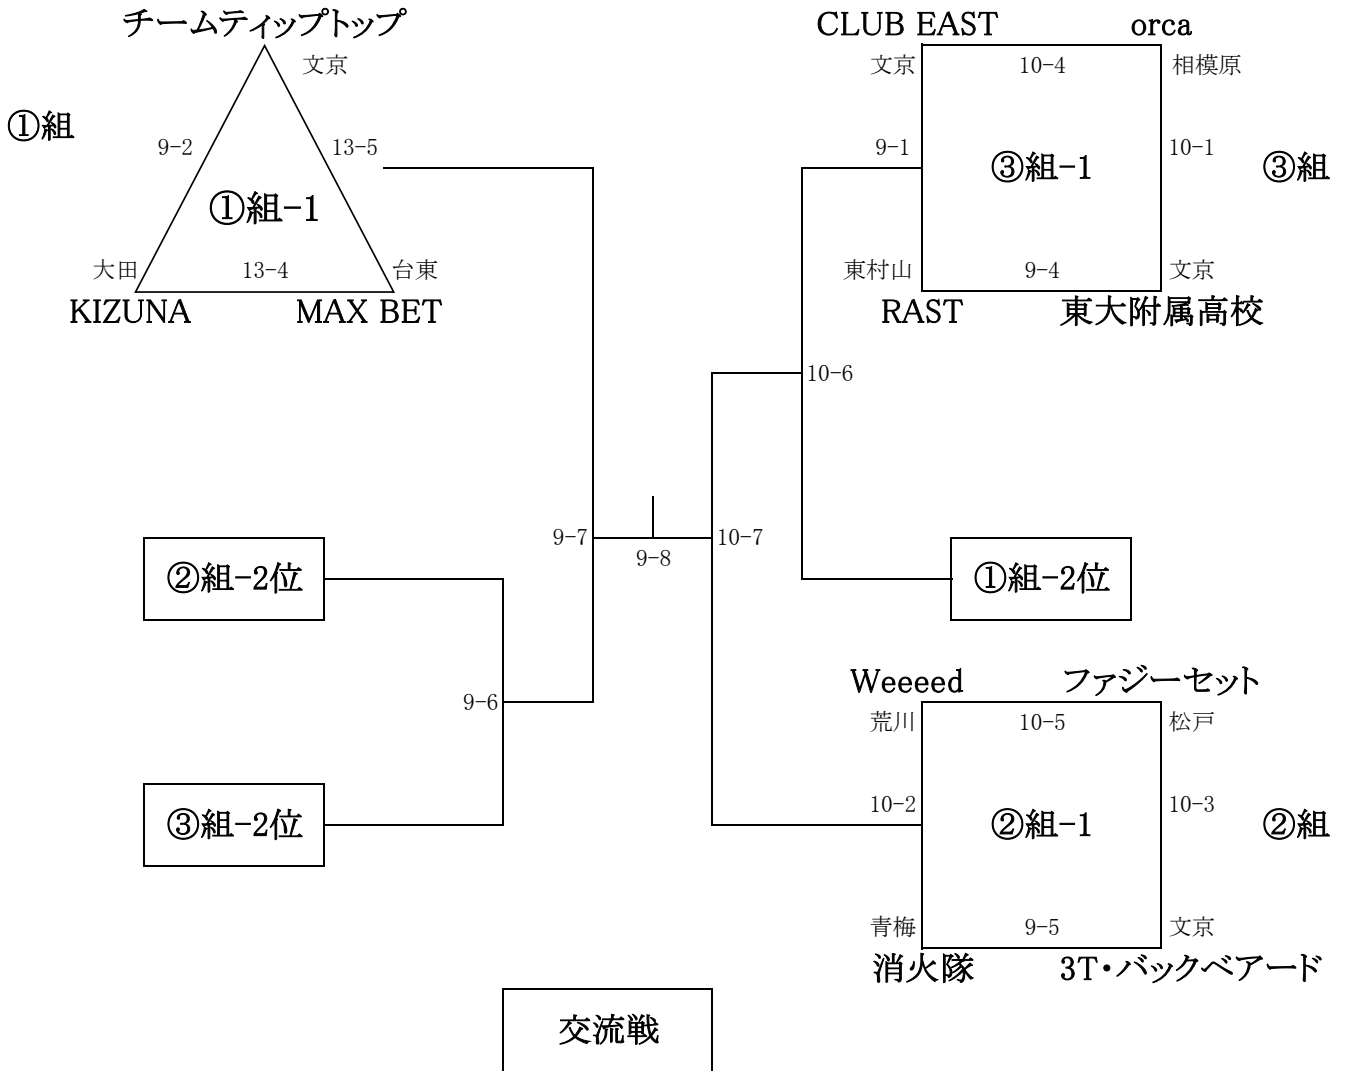 チームティップトップ
文京
①組
9-2
13-5
①組-1
大田
13-4
台東
KIZUNA
MAX BET
CLUB EAST
orca
文京
10-4
相模原
9-1
③組-1
10-1
③組
東村山
9-4
文京
RAST
東大附属高校
10-6
9-7
9-8
10-7
②組-2位
①組-2位
9-6
③組-2位
Weeeed
ファジーセット
荒川
10-5
松戸
10-2
②組-1
10-3
②組
青梅
9-5
文京
消火隊
3T・バックベアード
交流戦